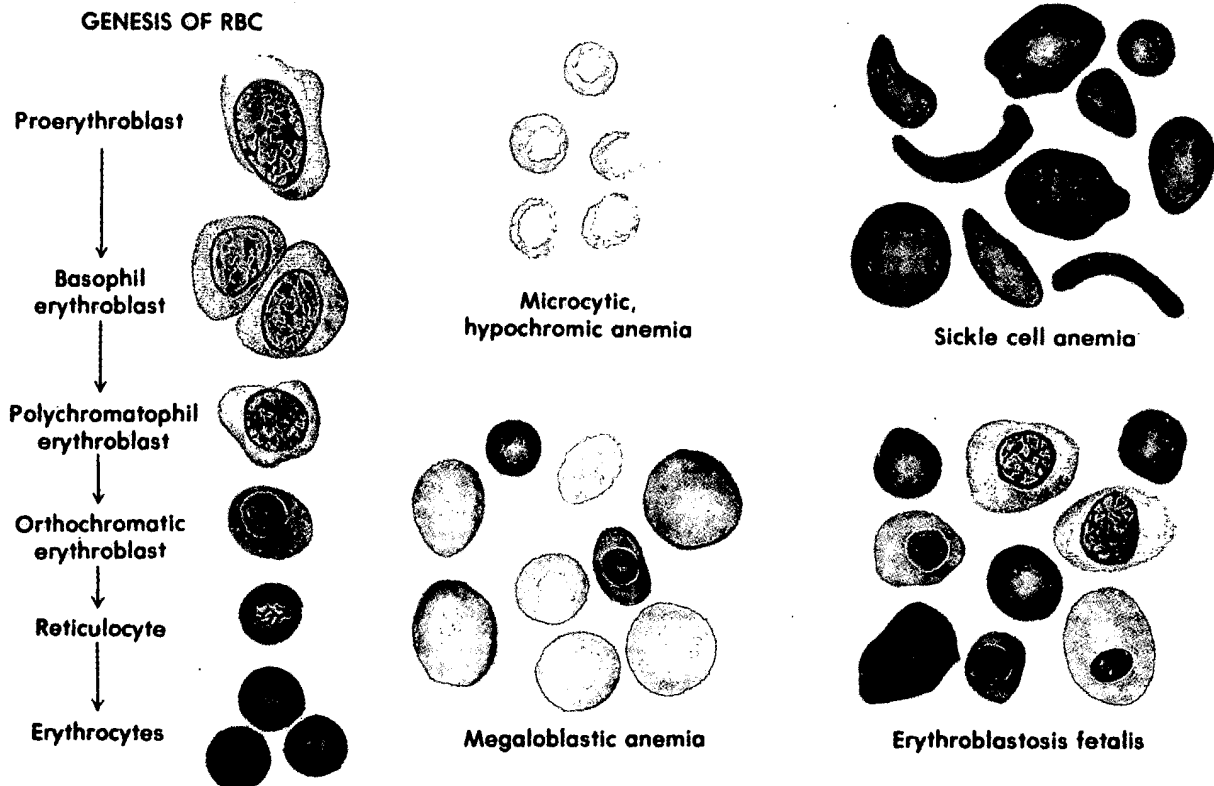 GENESIS OF RBC
Proerythroblast
Basophil
erythroblast
Polychromatophil
erythroblast
Orthochromatic
erythroblast
Reticulocyte
Erythrocytes
Microcytic,
hypochromic anemia
Sickle cell anemia
Megaloblastic anemia
Erythroblastosis fetalis